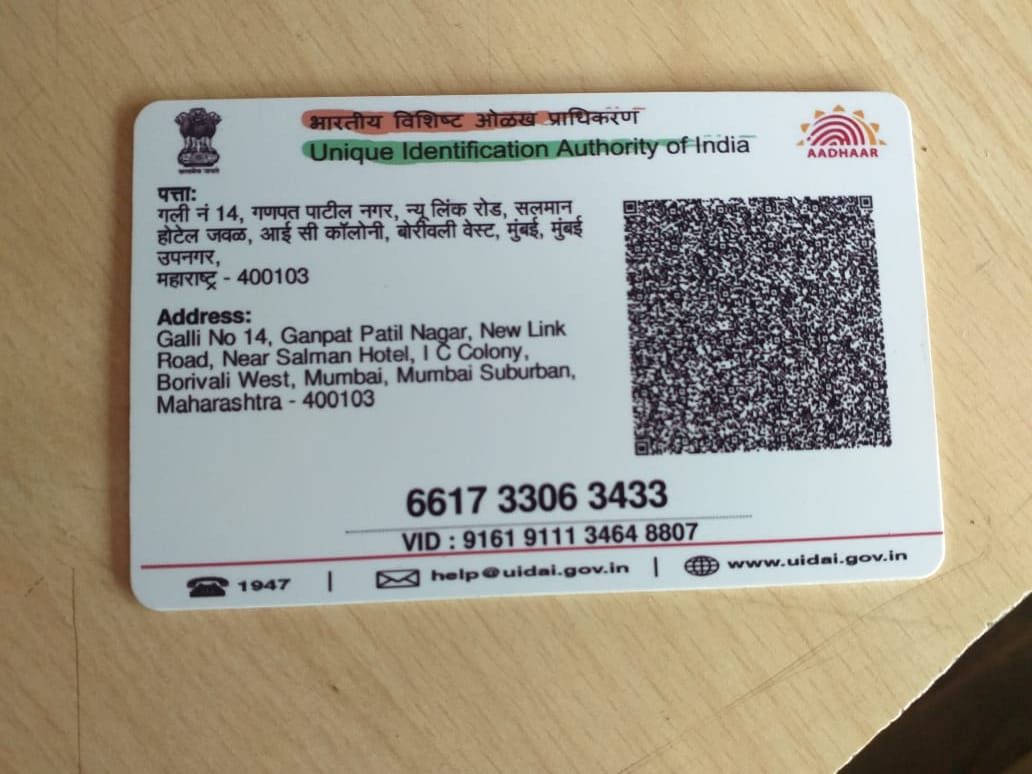 भारतीय विशिष्ट ओळख प्राधिकरण
Unique Identification Authority of India
AADHAAR
पत्ता:
गली नं 14, गणपत पाटील नगर, न्यू लिंक रोड, सलमान
होटेल जवळ, आई सी कॉलोनी, बोरीवली वेस्ट, मुंबई, मुंबई
उपनगर,
महाराष्ट्र - 400103
Address:
Galli No 14, Ganpat Patil Nagar, New Link
Road, Near Salman Hotel, I C Colony,
Borivali West, Mumbai, Mumbai Suburban,
Maharashtra - 400103
6617 3306 3433
VID : 9161 9111 3464 8807
1947 | help@uidai.gov.in | www.uidai.gov.in